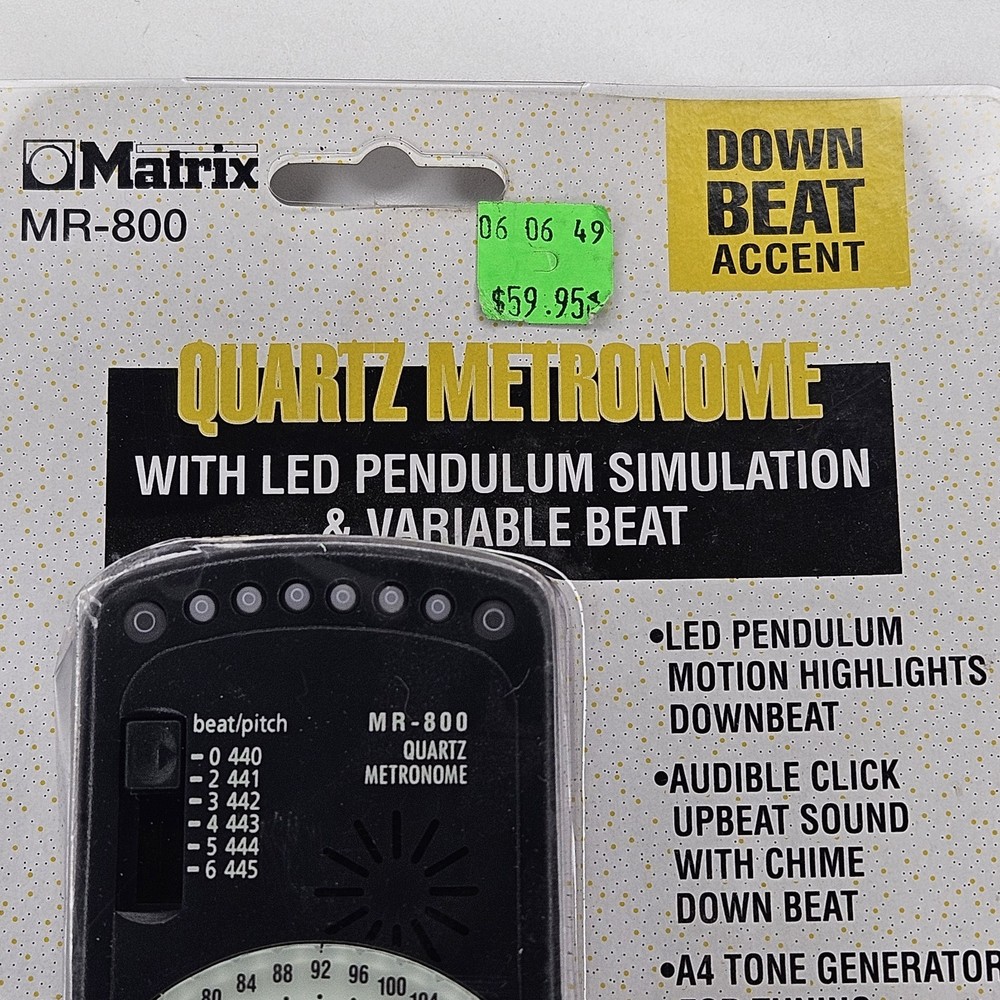 Matrix
MR-800
06 06 49
$59.95
DOWN
BEAT
ACCENT
QUARTZ METRONOME
WITH LED PENDULUM SIMULATION
& VARIABLE BEAT
•LED PENDULUM
MOTION HIGHLIGHTS
DOWNBEAT
•AUDIBLE CLICK
UPBEAT SOUND
WITH CHIME
DOWN BEAT
•A4 TONE GENERATOR
beat/pitch
0 440
2 441
3 442
4 443
5 444
6 445
MR-800
QUARTZ
METRONOME
80 84 88 92 96 100 104